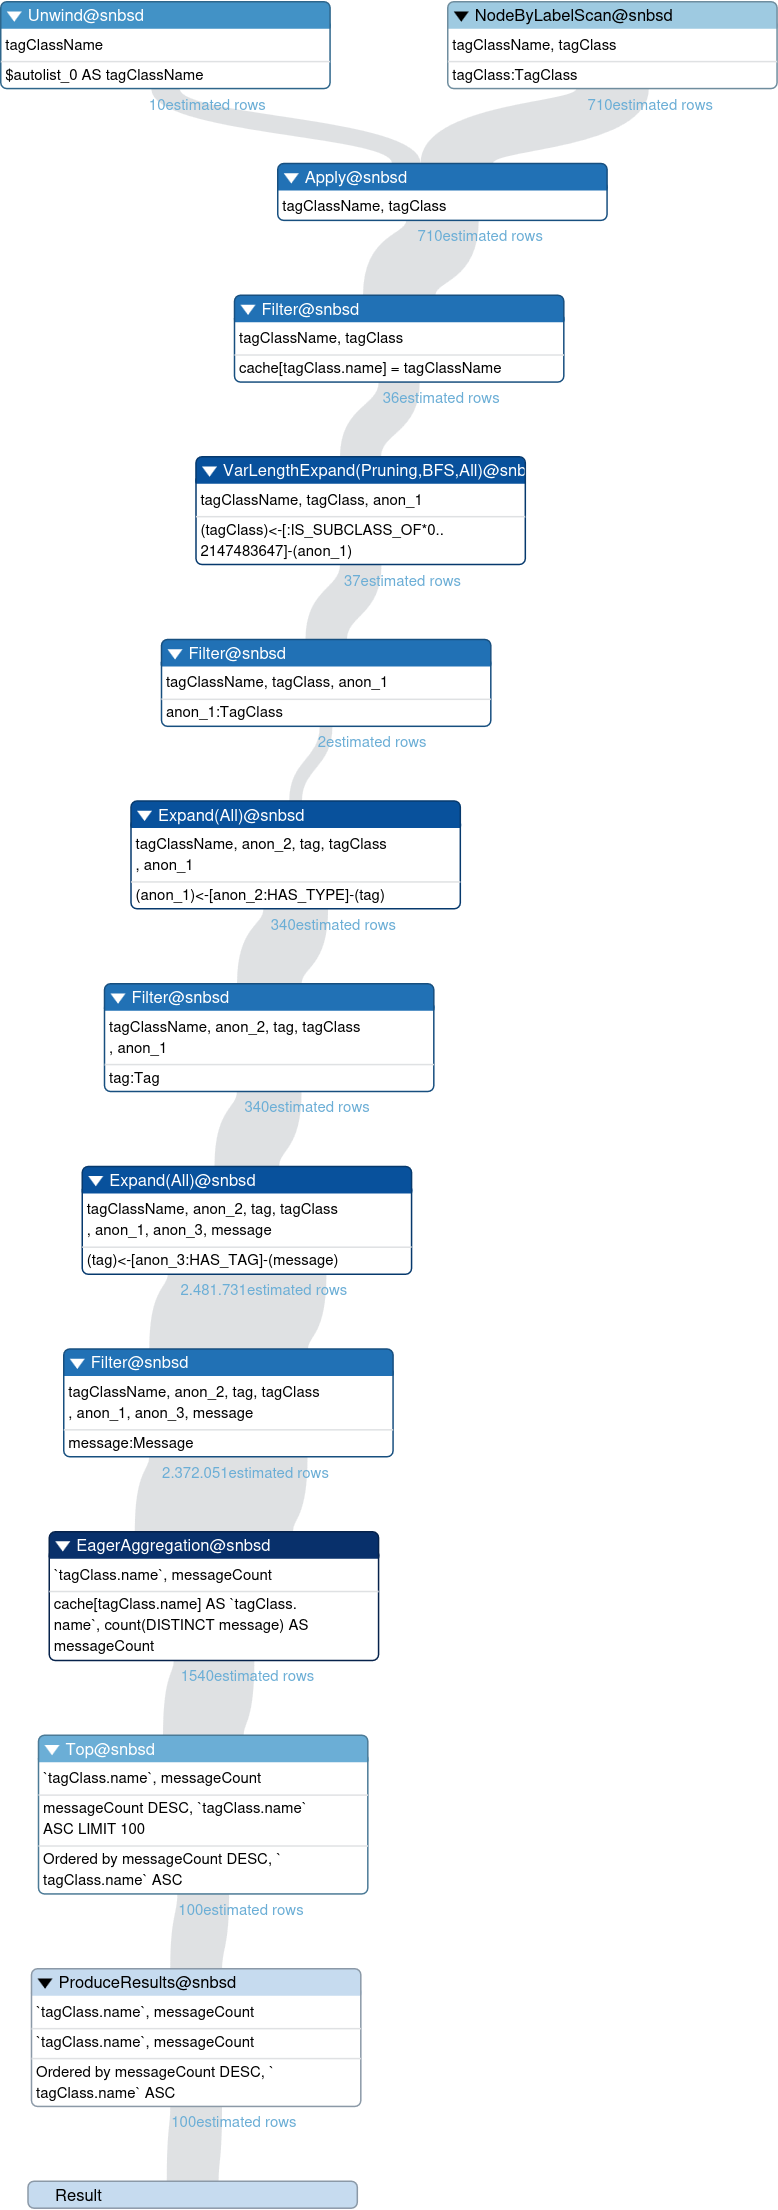 Unwind@snbsd
tagClassName
$autolist_0 AS tagClassName
10estimated rows
NodeByLabelScan@snbsd
tagClassName, tagClass
tagClass:TagClass
710estimated rows
Apply@snbsd
tagClassName, tagClass
710estimated rows
Filter@snbsd
tagClassName, tagClass
cache[tagClass.name] = tagClassName
36estimated rows
VarLengthExpand(Pruning,BFS,All)@snb
tagClassName, tagClass, anon_1
(tagClass)<-[:IS_SUBCLASS_OF*0..
2147483647]-(anon_1)
37estimated rows
Filter@snbsd
tagClassName, tagClass, anon_1
anon_1:TagClass
2estimated rows
Expand(All)@snbsd
tagClassName, anon_2, tag, tagClass
, anon_1
(anon_1)<-[anon_2:HAS_TYPE]-(tag)
340estimated rows
Filter@snbsd
tagClassName, anon_2, tag, tagClass
, anon_1
tag:Tag
340estimated rows
Expand(All)@snbsd
tagClassName, anon_2, tag, tagClass
, anon_1, anon_3, message
(tag)<-[anon_3:HAS_TAG]-(message)
2.481.731estimated rows
Filter@snbsd
tagClassName, anon_2, tag, tagClass
, anon_1, anon_3, message
message:Message
2.372.051estimated rows
EagerAggregation@snbsd
`tagClass.name`, messageCount
cache[tagClass.name] AS `tagClass.
name`, count(DISTINCT message) AS
messageCount
1540estimated rows
Top@snbsd
`tagClass.name`, messageCount
messageCount DESC, `tagClass.name`
ASC LIMIT 100
Ordered by messageCount DESC, `
tagClass.name` ASC
100estimated rows
ProduceResults@snbsd
`tagClass.name`, messageCount
`tagClass.name`, messageCount
Ordered by messageCount DESC, `
tagClass.name` ASC
100estimated rows
Result